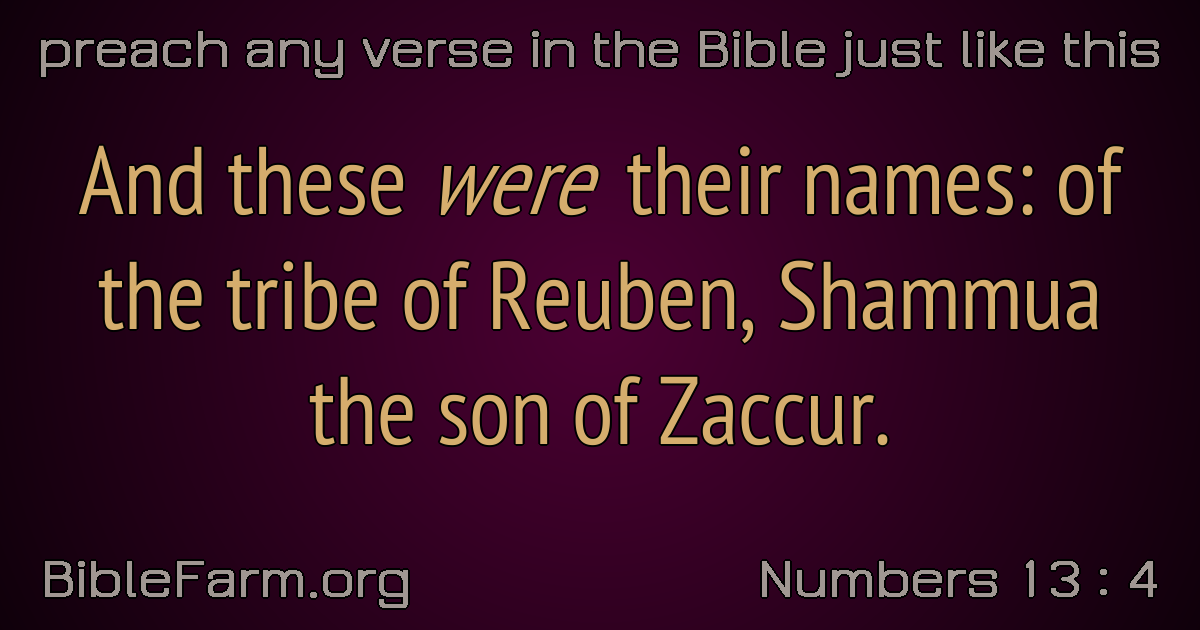 preach any verse in the Bible just like this
And these were their names: of
the tribe of Reuben, Shammua
the son of Zaccur.
BibleFarm.org
Numbers 13 : 4